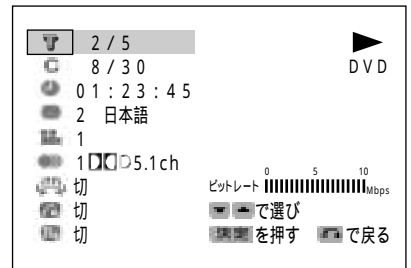 T 2/5
C 8/30
DVD
01:23:45
2 日本語
1
1 DD D 5.1ch
切
ビットレート 0 5 10 Mbps
切
で選び
切
決定 を押す で戻る